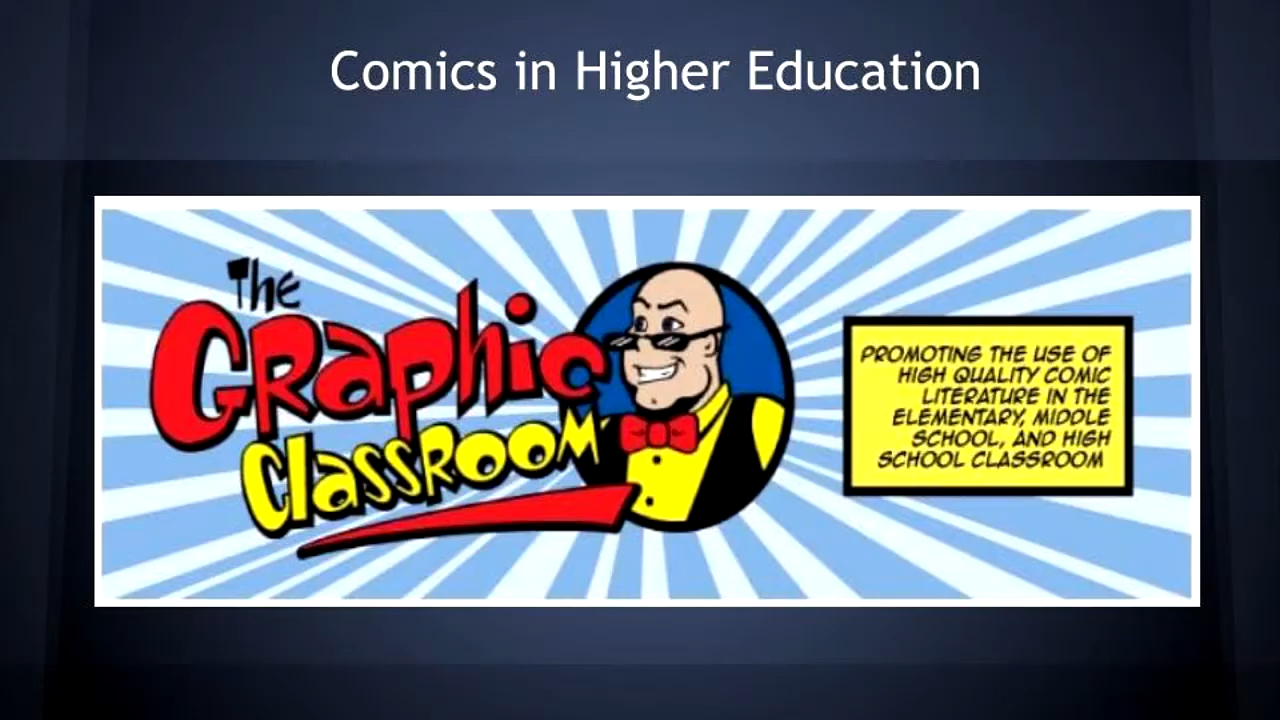 Comics in Higher Education
The
GRaphic
ClassRooM
PROMOTING THE USE OF
HIGH QUALITY COMIC
LITERATURE IN THE
ELEMENTARY, MIDDLE
SCHOOL, AND HIGH
SCHOOL CLASSROOM